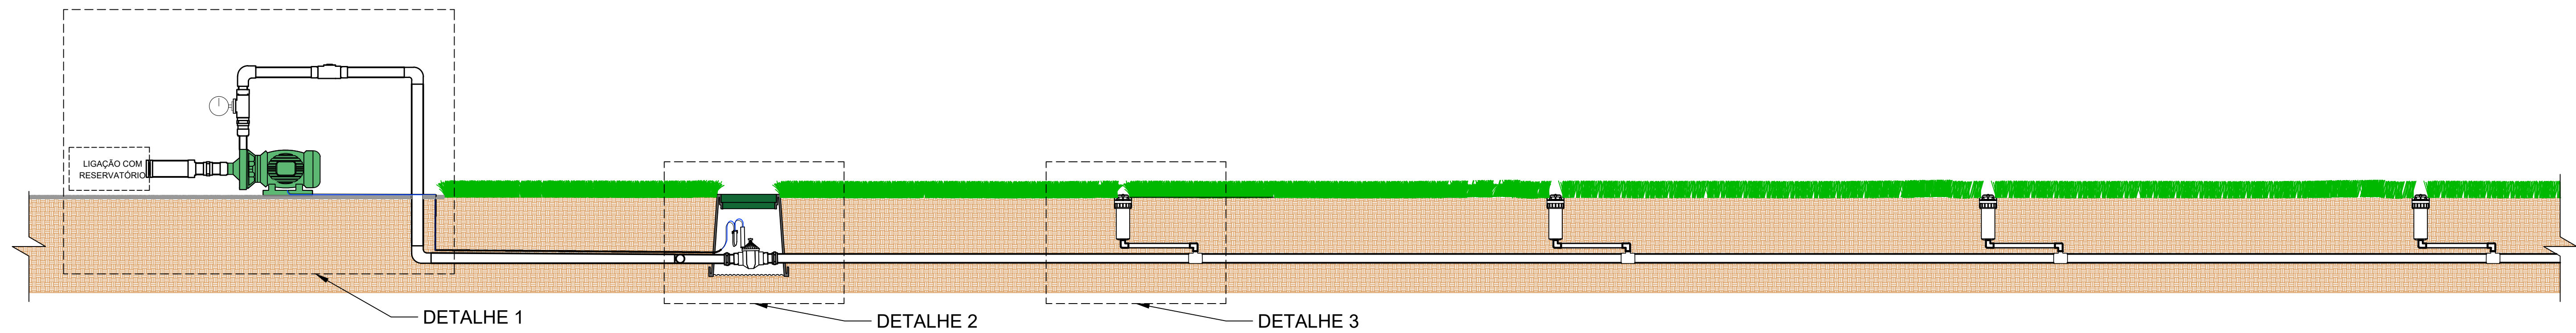 LIGAÇÃO COM
RESERVATÓRIO
DETALHE 1
DETALHE 2
DETALHE 3